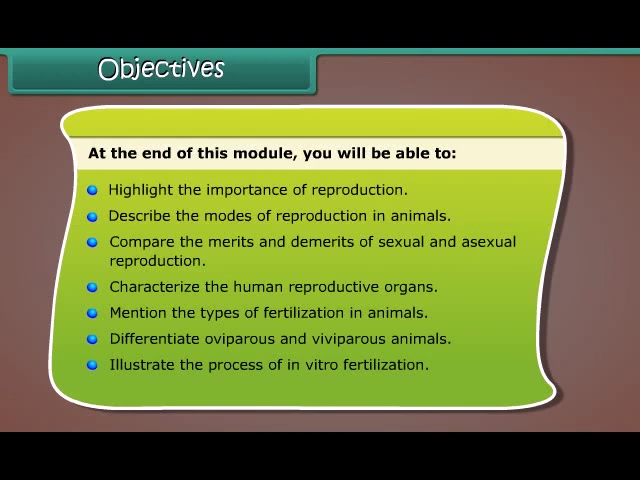 Objectives
At the end of this module, you will be able to:
Highlight the importance of reproduction.
Describe the modes of reproduction in animals.
Compare the merits and demerits of sexual and asexual
reproduction.
Characterize the human reproductive organs.
Mention the types of fertilization in animals.
Differentiate oviparous and viviparous animals.
Illustrate the process of in vitro fertilization.